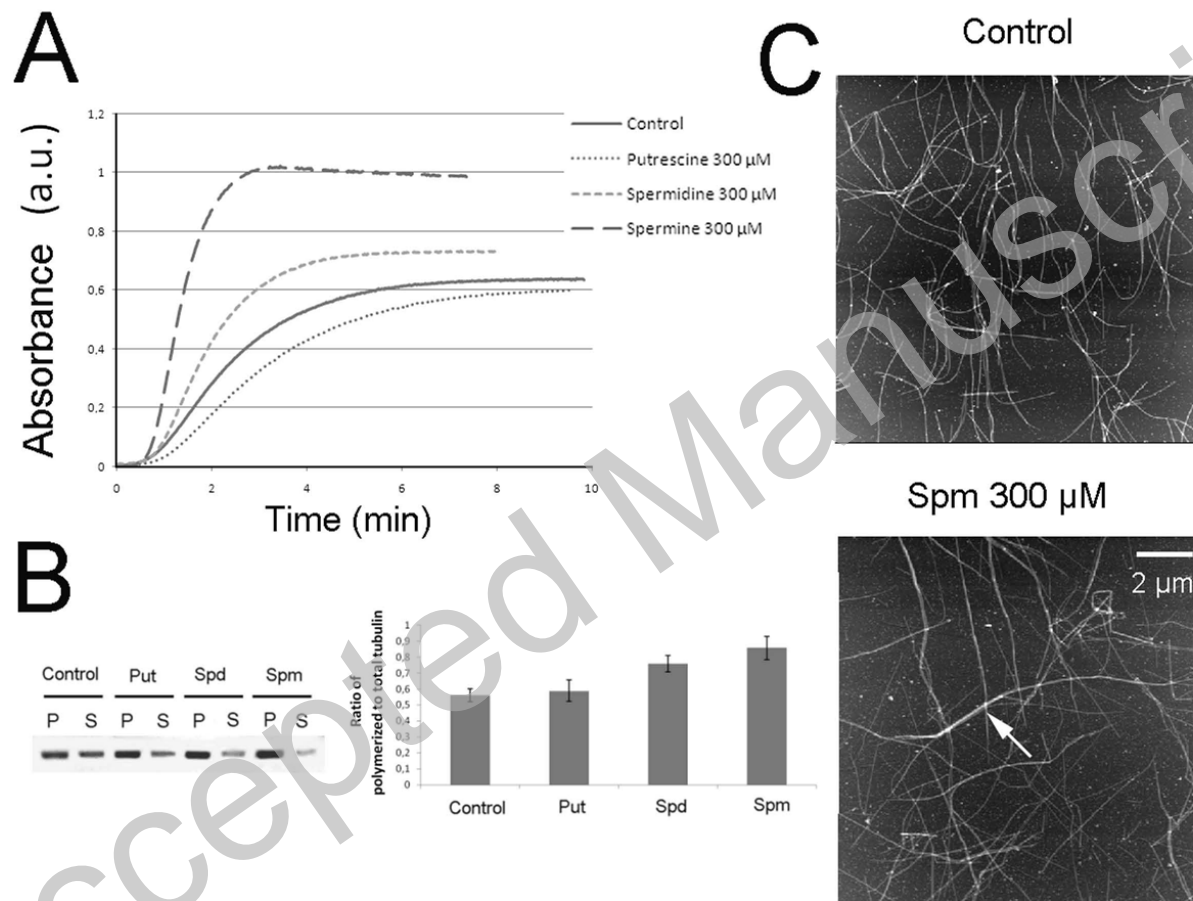 A
Absorbance (a.u.)
1,2
1
0,8
0,6
0,4
0,2
0
0
2
4
6
8
10
Time (min)
Control
Putrescine 300 µM
Spermidine 300 µM
Spermine 300 µM
B
Control Put Spd Spm
P S P S P S P S
Ratio of
polymerized to total tubulin
1
0,9
0,8
0,7
0,6
0,5
0,4
0,3
0,2
0,1
0
Control Put Spd Spm
C
Control
Spm 300 µM
2 µm
ccepted Manuscri